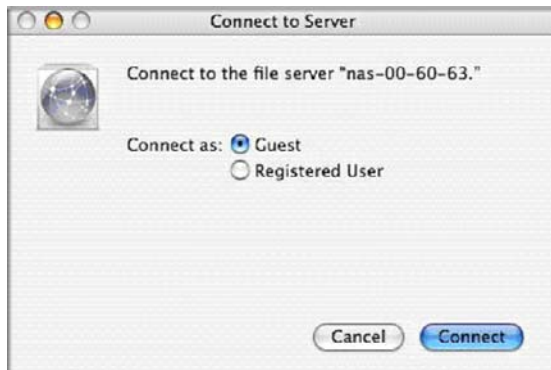 Connect to Server
Connect to the file server “nas-00-60-63.”
Connect as: Guest
Registered User
Cancel Connect